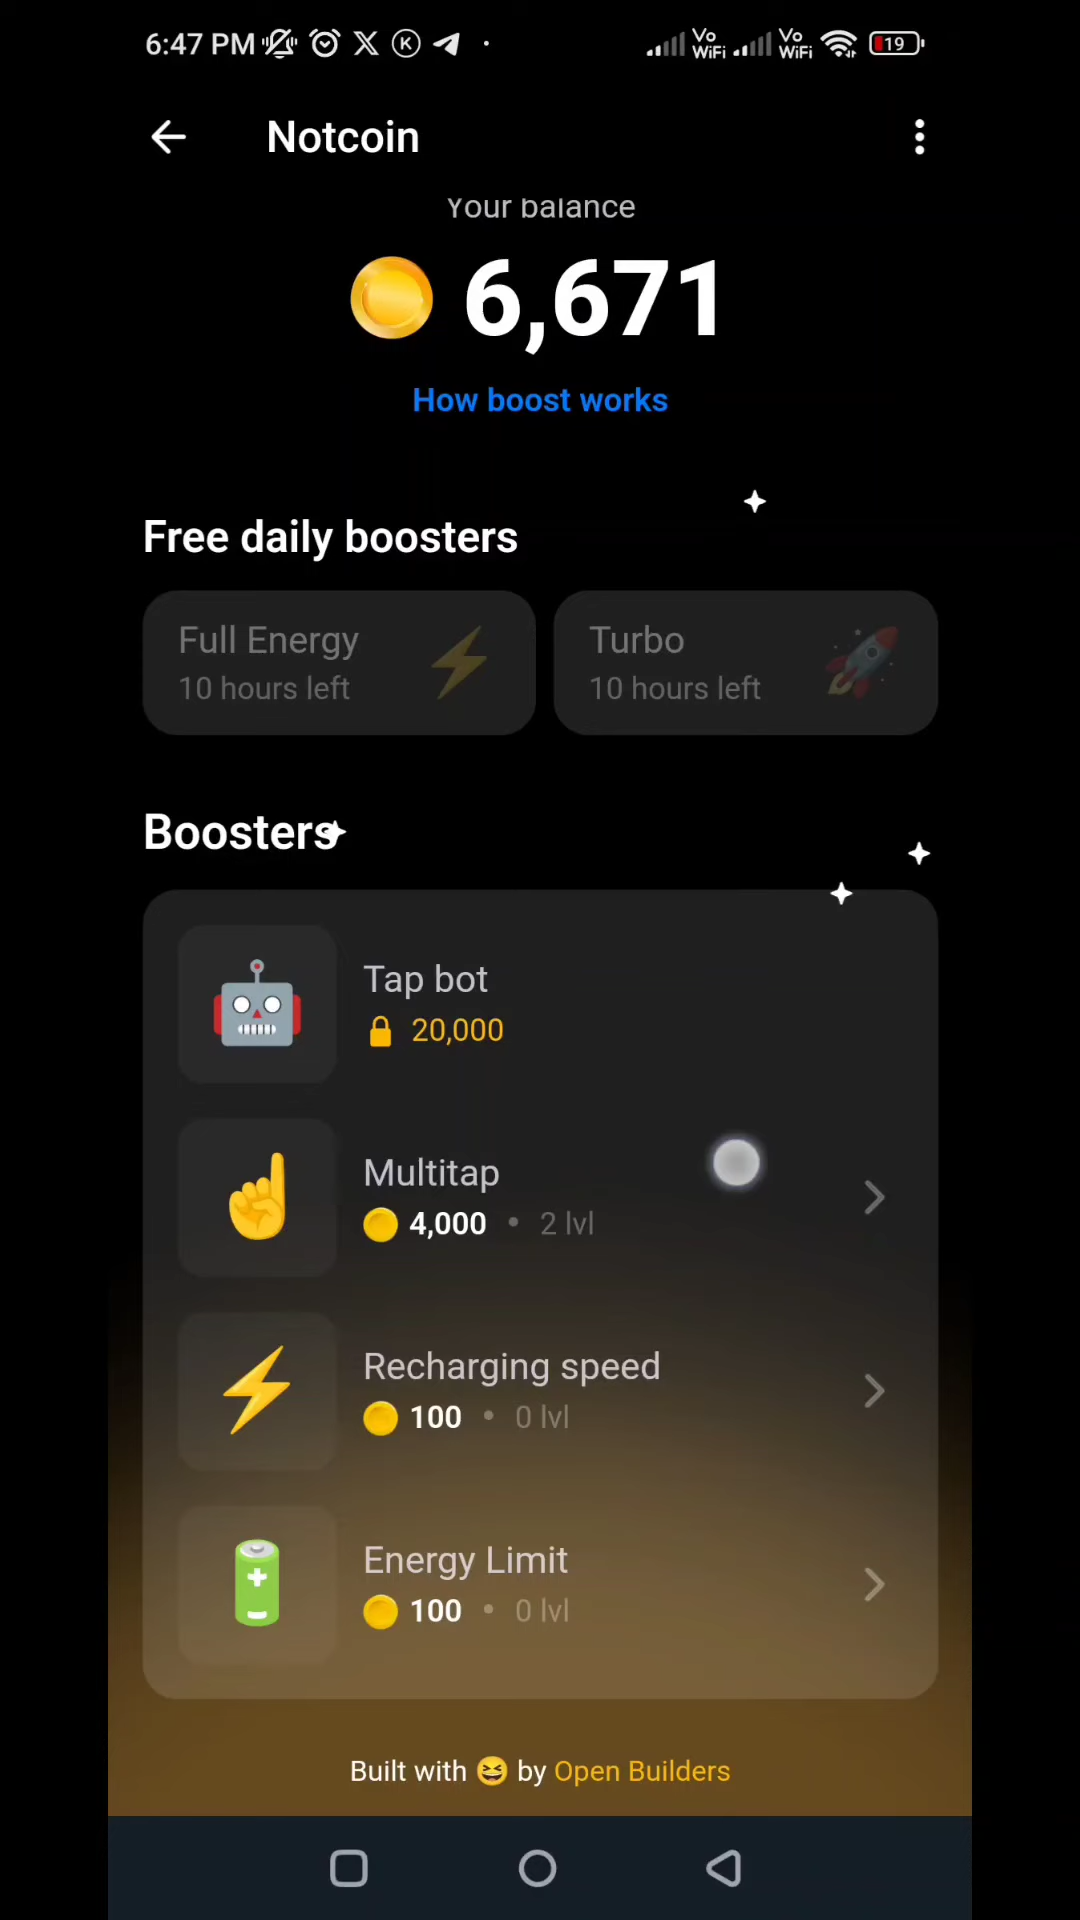 6:47 PM
Vo WiFi
Vo WiFi
19
Notcoin
Your balance
6,671
How boost works
Free daily boosters
Full Energy
10 hours left
Turbo
10 hours left
Boosters
Tap bot
20,000
Multitap
4,000 • 2 lvl
Recharging speed
100 • 0 lvl
Energy Limit
100 • 0 lvl
Built with 😆 by Open Builders